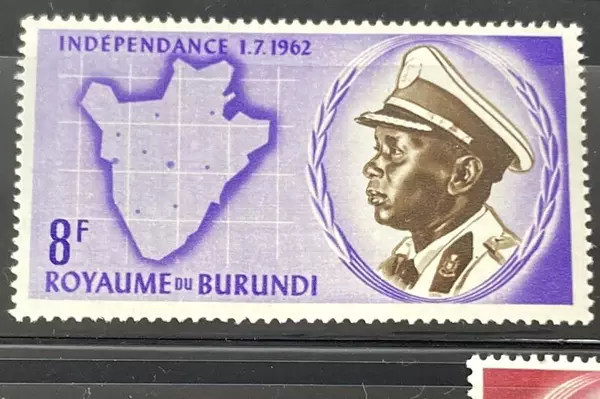 INDÉPENDANCE 1.7.1962
8F
ROYAUME DU BURUNDI